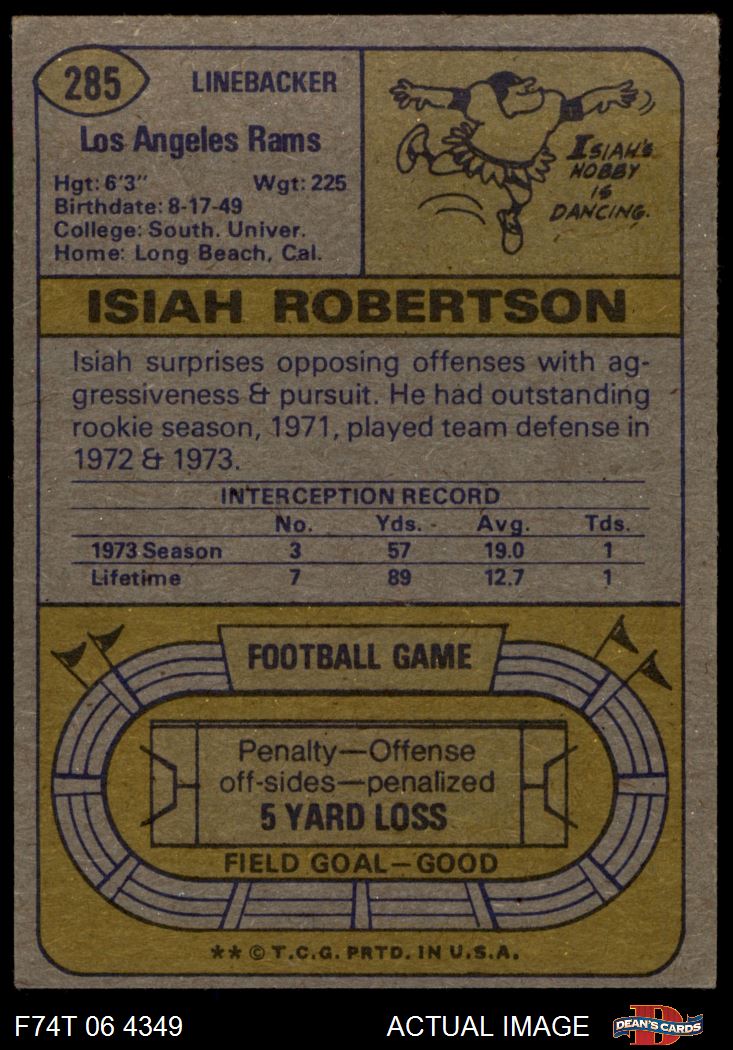 285
LINEBACKER
Los Angeles Rams
Hgt: 6'3" Wgt: 225
Birthdate: 8-17-49
College: South. Univer.
Home: Long Beach, Cal.
ISIAH'S
HOBBY
IS
DANCING.
ISIAH ROBERTSON
Isiah surprises opposing offenses with ag-
gressiveness & pursuit. He had outstanding
rookie season, 1971, played team defense in
1972 & 1973.
INTERCEPTION RECORD
No. Yds. Avg. Tds.
1973 Season 3 57 19.0 1
Lifetime 7 89 12.7 1
FOOTBALL GAME
Penalty—Offense
off-sides—penalized
5 YARD LOSS
FIELD GOAL—GOOD
** © T.C.G. PRTD. IN U.S.A.
F74T 06 4349 ACTUAL IMAGE
D
DEAN'S CARDS